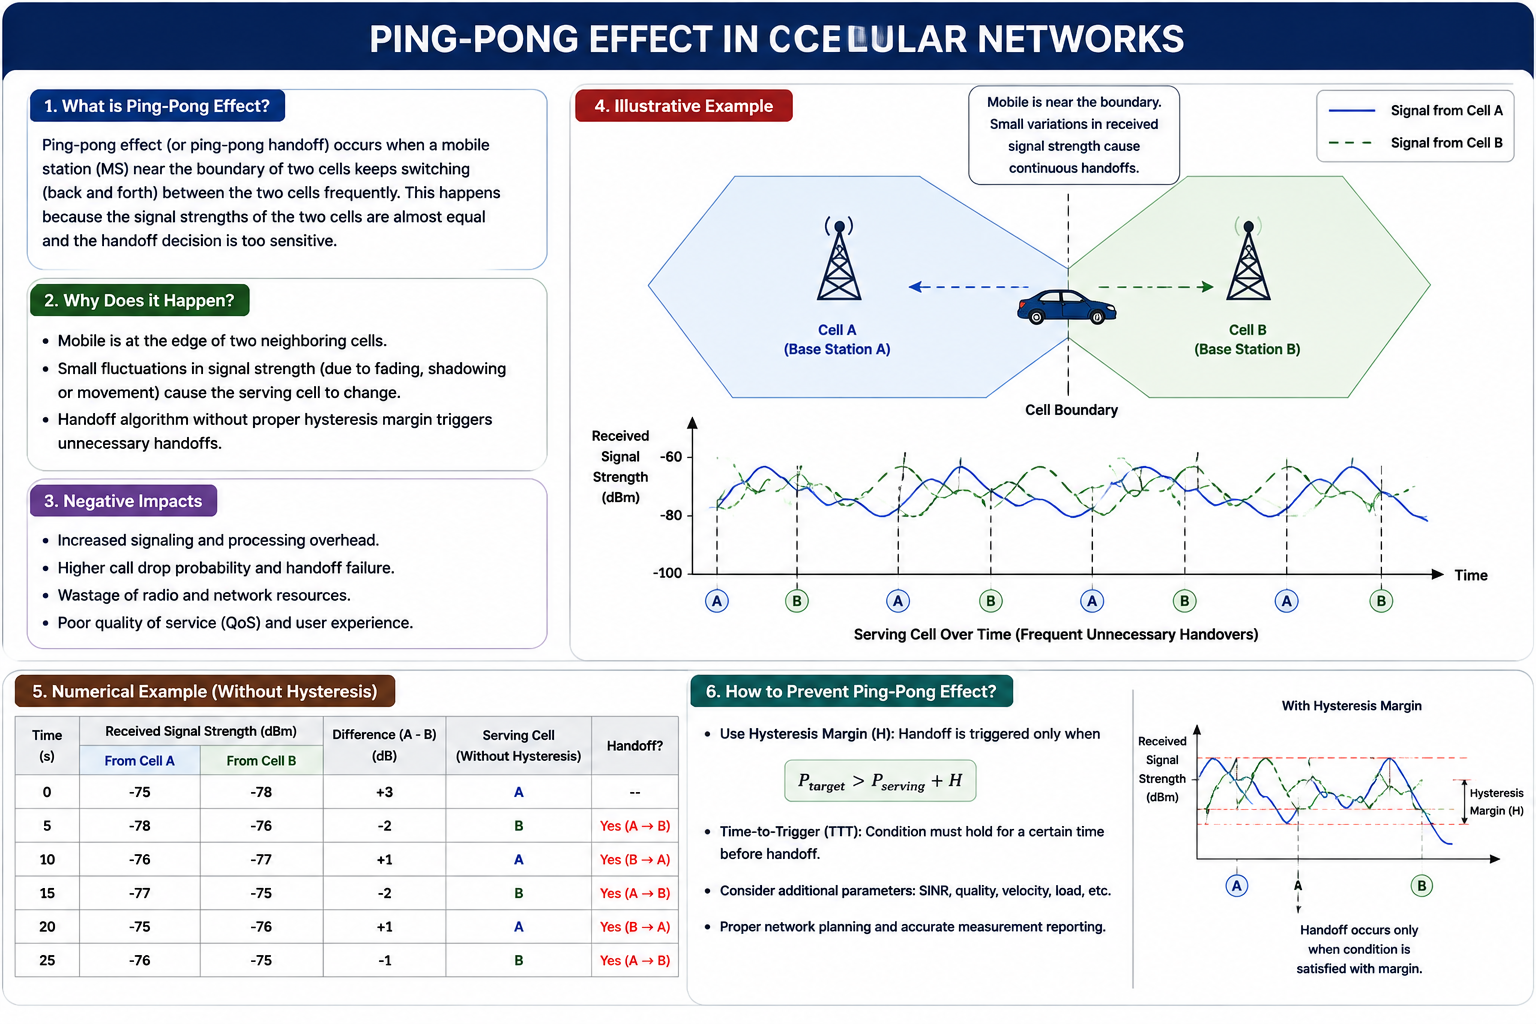 PING-PONG EFFECT IN CCELULAR NETWORKS
1. What is Ping-Pong Effect?
Ping-pong effect (or ping-pong handoff) occurs when a mobile
station (MS) near the boundary of two cells keeps switching
(back and forth) between the two cells frequently. This happens
because the signal strengths of the two cells are almost equal
and the handoff decision is too sensitive.
2. Why Does it Happen?
• Mobile is at the edge of two neighboring cells.
• Small fluctuations in signal strength (due to fading, shadowing
or movement) cause the serving cell to change.
• Handoff algorithm without proper hysteresis margin triggers
unnecessary handoffs.
3. Negative Impacts
• Increased signaling and processing overhead.
• Higher call drop probability and handoff failure.
• Wastage of radio and network resources.
• Poor quality of service (QoS) and user experience.
4. Illustrative Example
Mobile is near the boundary.
Small variations in received
signal strength cause
continuous handoffs.
Signal from Cell A
Signal from Cell B
Cell A
(Base Station A)
Cell B
(Base Station B)
Cell Boundary
Received
Signal
Strength
(dBm)
-60
-80
-100
Time
A B A B A B A B
Serving Cell Over Time (Frequent Unnecessary Handovers)
5. Numerical Example (Without Hysteresis)
Time
(s)
Received Signal Strength (dBm)
From Cell A From Cell B
Difference (A - B)
(dB)
Serving Cell
(Without Hysteresis)
Handoff?
0 -75 -78 +3 A --
5 -78 -76 -2 B Yes (A → B)
10 -76 -77 +1 A Yes (B → A)
15 -77 -75 -2 B Yes (A → B)
20 -75 -76 +1 A Yes (B → A)
25 -76 -75 -1 B Yes (A → B)
6. How to Prevent Ping-Pong Effect?
• Use Hysteresis Margin (H): Handoff is triggered only when
P_target > P_serving + H
• Time-to-Trigger (TTT): Condition must hold for a certain time
before handoff.
• Consider additional parameters: SINR, quality, velocity, load, etc.
• Proper network planning and accurate measurement reporting.
With Hysteresis Margin
Received
Signal
Strength
(dBm)
Hysteresis
Margin (H)
A A B
Handoff occurs only
when condition is
satisfied with margin.